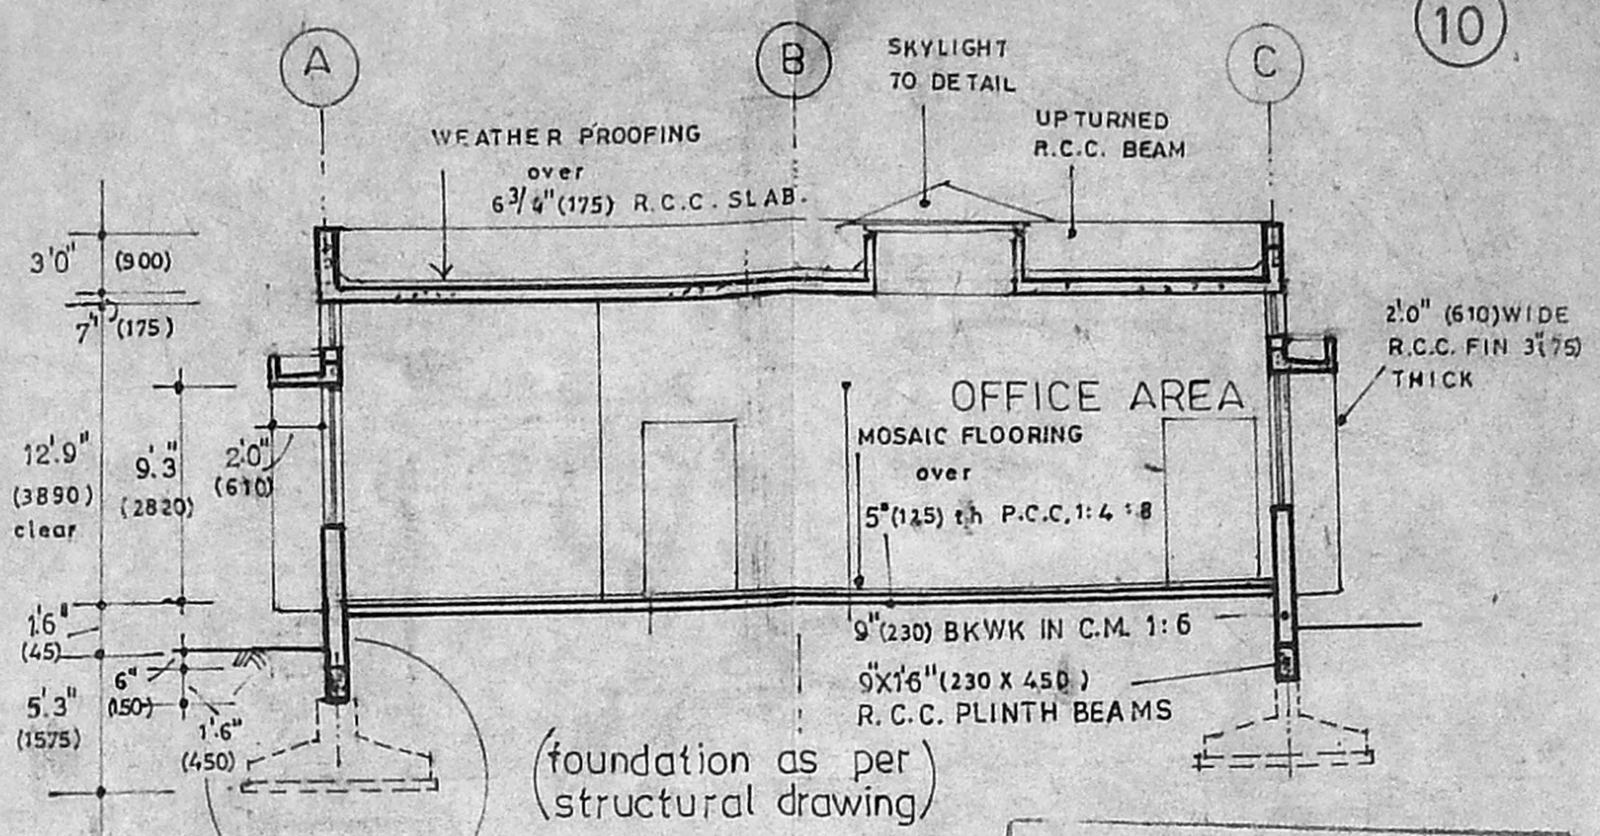 10
A
B
C
SKYLIGHT
TO DETAIL
UPTURNED
R.C.C. BEAM
WEATHER PROOFING
over
6 3/4" (175) R.C.C. SLAB.
3'0" (900)
7" (175)
2'0" (610) WIDE
R.C.C. FIN 3" (75)
THICK
OFFICE AREA
MOSAIC FLOORING
over
5" (125) th P.C.C. 1:4:8
12'.9"
(3890)
clear
9'.3"
(2820)
2'0"
(610)
1'6"
(45)
6"
(150)
5'.3"
(1575)
1'.6"
(450)
9" (230) BKWK IN C.M. 1:6
9"X1'6" (230 X 450)
R.C.C. PLINTH BEAMS
(foundation as per
structural drawing)